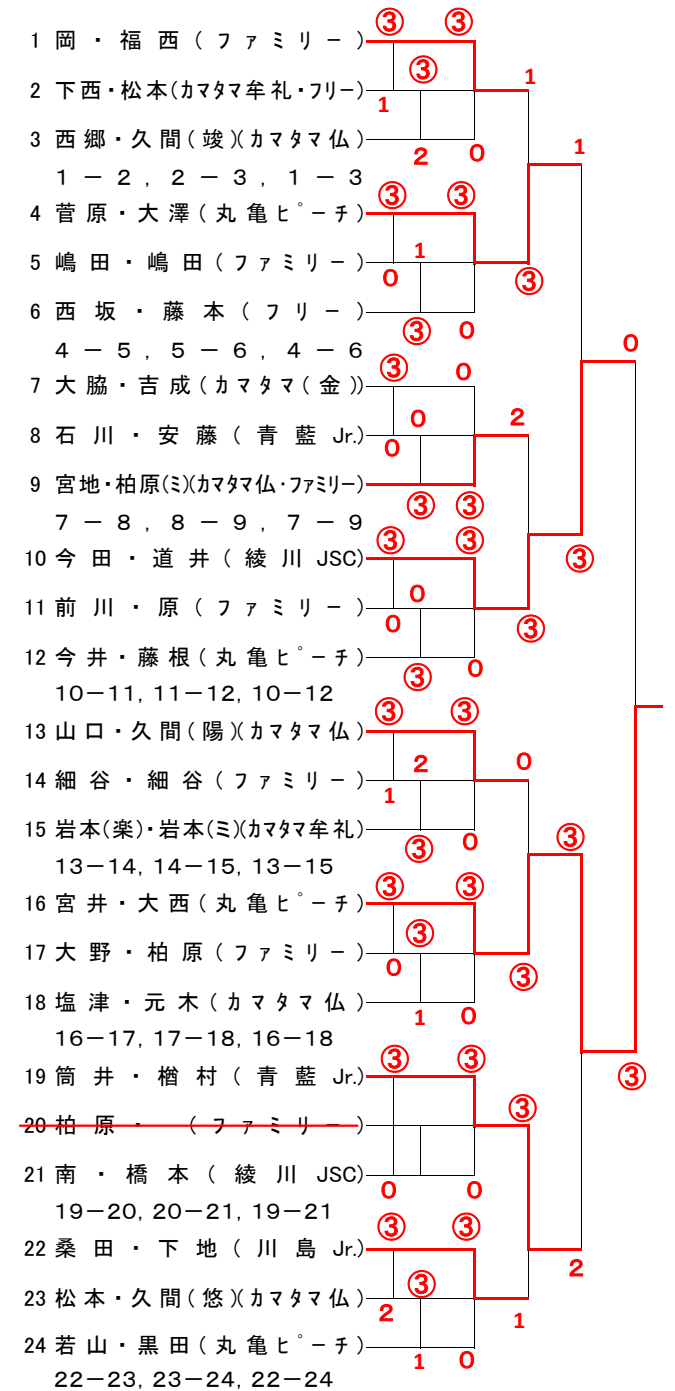 ③ ③
1 岡・福西(ファミリー)
③
1
2 下西・松本(カマタマ牟礼・フリー)
1
1
3 西郷・久間(竣)(カマタマ仏)
2 0
1-2, 2-3, 1-3
③ ③
4 菅原・大澤(丸亀ピーチ)
1
5 嶋田・嶋田(ファミリー)
0 ③
6 西坂・藤本(フリー)
③ 0
0
4-5, 5-6, 4-6
③ 0
7 大脇・吉成(カマタマ(金))
0 2
8 石川・安藤(青藍Jr.)
0
9 宮地・柏原(ミ)(カマタマ仏・ファミリー)
③ ③
7-8, 8-9, 7-9
③ ③
10 今田・道井(綾川JSC)
③
0
11 前川・原(ファミリー)
0 ③
12 今井・藤根(丸亀ピーチ)
③ 0
10-11, 11-12, 10-12
③ ③
13 山口・久間(陽)(カマタマ仏)
2 0
14 細谷・細谷(ファミリー)
1
15 岩本(楽)・岩本(ミ)(カマタマ牟礼)
③ 0
③
13-14, 14-15, 13-15
③ ③
16 宮井・大西(丸亀ピーチ)
③
17 大野・柏原(ファミリー)
0 ③
18 塩津・元木(カマタマ仏)
1 0
16-17, 17-18, 16-18
③ ③
19 筒井・楢村(青藍Jr.)
③
③
20 柏原・ (ファミリー)
21 南・橋本(綾川JSC)
0 0
19-20, 20-21, 19-21
③ ③
22 桑田・下地(川島Jr.)
2
③
23 松本・久間(悠)(カマタマ仏)
2 1
24 若山・黒田(丸亀ピーチ)
1 0
22-23, 23-24, 22-24